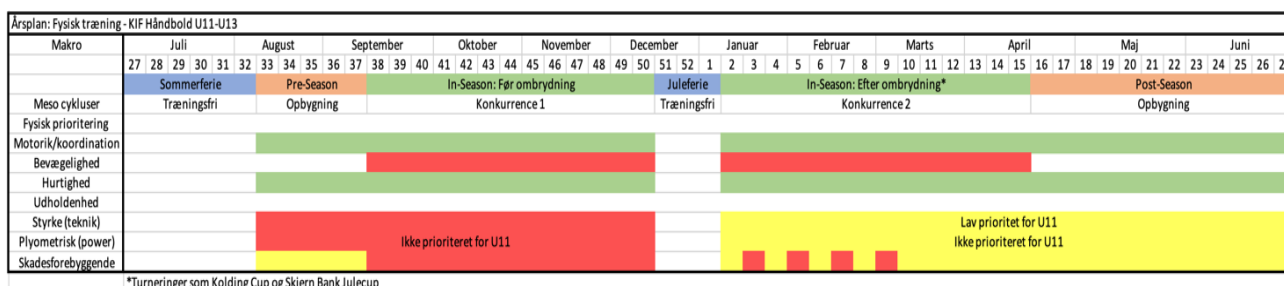 Årsplan: Fysisk træning - KIF Håndbold U11-U13
Makro Juli August September Oktober November December Januar Februar Marts April Maj Juni
27 28 29 30 31 32 33 34 35 36 37 38 39 40 41 42 43 44 45 46 47 48 49 50 51 52 1 2 3 4 5 6 7 8 9 10 11 12 13 14 15 16 17 18 19 20 21 22 23 24 25 26
Sommerferie Pre-Season In-Season: Før ombrydning Juleferie In-Season: Efter ombrydning* Post-Season
Meso cykluser Træningsfri Opbygning Konkurrence 1 Træningsfri Konkurrence 2 Opbygning
Fysisk prioritering
Motorik/koordination
Bevægelighed
Hurtighed
Udholdenhed
Styrke (teknik) Lav prioritet for U11
Plyometrisk (power) Ikke prioriteret for U11 Ikke prioriteret for U11
Skadesforebyggende
*Turneringer som Kolding Cup og Skjern Bank Julecup